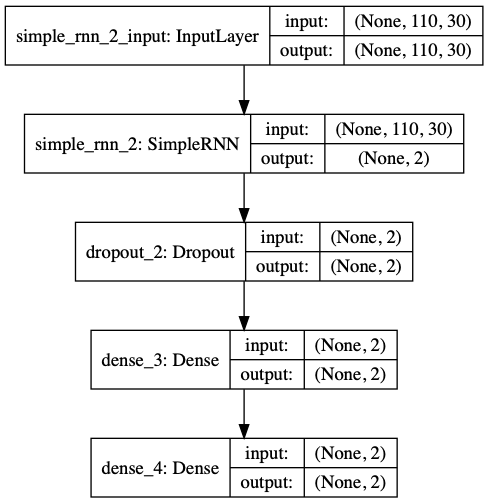 simple_rnn_2_input: InputLayer input: (None, 110, 30)
output: (None, 110, 30)
simple_rnn_2: SimpleRNN input: (None, 110, 30)
output: (None, 2)
dropout_2: Dropout input: (None, 2)
output: (None, 2)
dense_3: Dense input: (None, 2)
output: (None, 2)
dense_4: Dense input: (None, 2)
output: (None, 2)